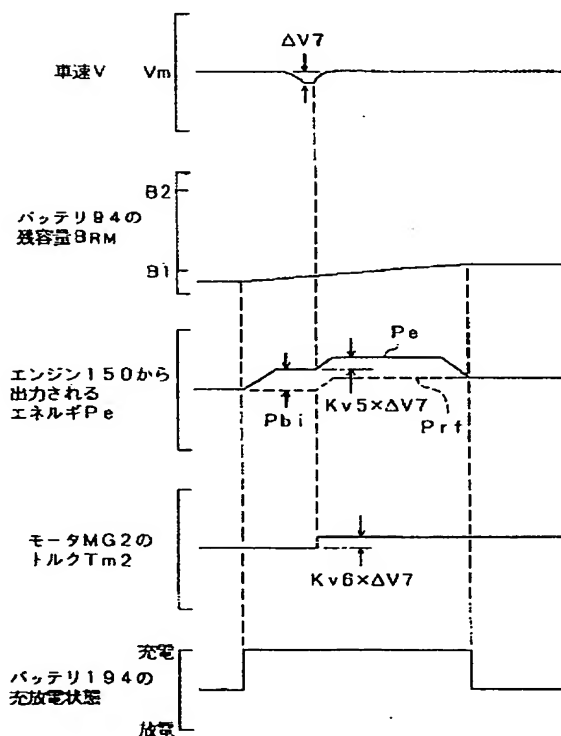 ΔV7
車速V Vm
B2
バッテリ94の
残容量BRM
B1
Pe
エンジン150から
出力される
エネルギPe
Pbi
Kv5×ΔV7
Prf
モータMG2の
トルクTm2
Kv6×ΔV7
充電
バッテリ194の
充放電状態
放電